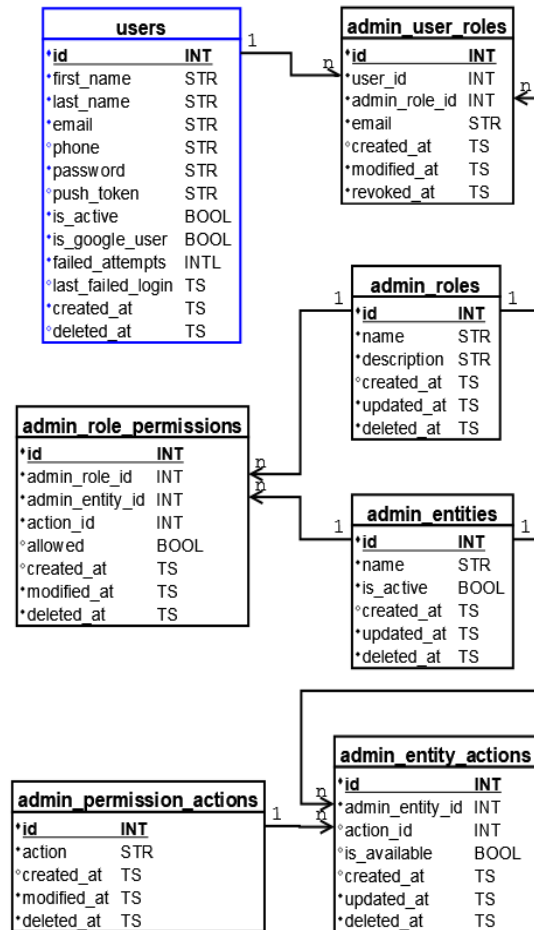 users
id INT
first_name STR
last_name STR
email STR
phone STR
password STR
push_token STR
is_active BOOL
is_google_user BOOL
failed_attempts INTL
last_failed_login TS
created_at TS
deleted_at TS
1
n
admin_user_roles
id INT
user_id INT
admin_role_id INT
email STR
created_at TS
modified_at TS
revoked_at TS
n
1
admin_roles
1
id INT
name STR
description STR
created_at TS
updated_at TS
deleted_at TS
admin_role_permissions
id INT
admin_role_id INT
admin_entity_id INT
action_id INT
allowed BOOL
created_at TS
modified_at TS
deleted_at TS
n
n
1
admin_entities
1
id INT
name STR
is_active BOOL
created_at TS
updated_at TS
deleted_at TS
admin_permission_actions
id INT
action STR
created_at TS
modified_at TS
deleted_at TS
1
n
n
admin_entity_actions
id INT
admin_entity_id INT
action_id INT
is_available BOOL
created_at TS
updated_at TS
deleted_at TS